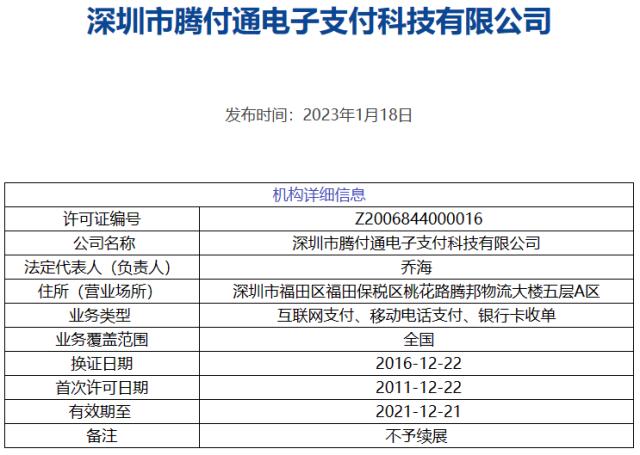 深圳市腾付通电子支付科技有限公司
发布时间：2023年1月18日
机构详细信息
许可证编号 Z2006844000016
公司名称 深圳市腾付通电子支付科技有限公司
法定代表人（负责人） 乔海
住所（营业场所） 深圳市福田区福田保税区桃花路腾邦物流大楼五层A区
业务类型 互联网支付、移动电话支付、银行卡收单
业务覆盖范围 全国
换证日期 2016-12-22
首次许可日期 2011-12-22
有效期至 2021-12-21
备注 不予续展